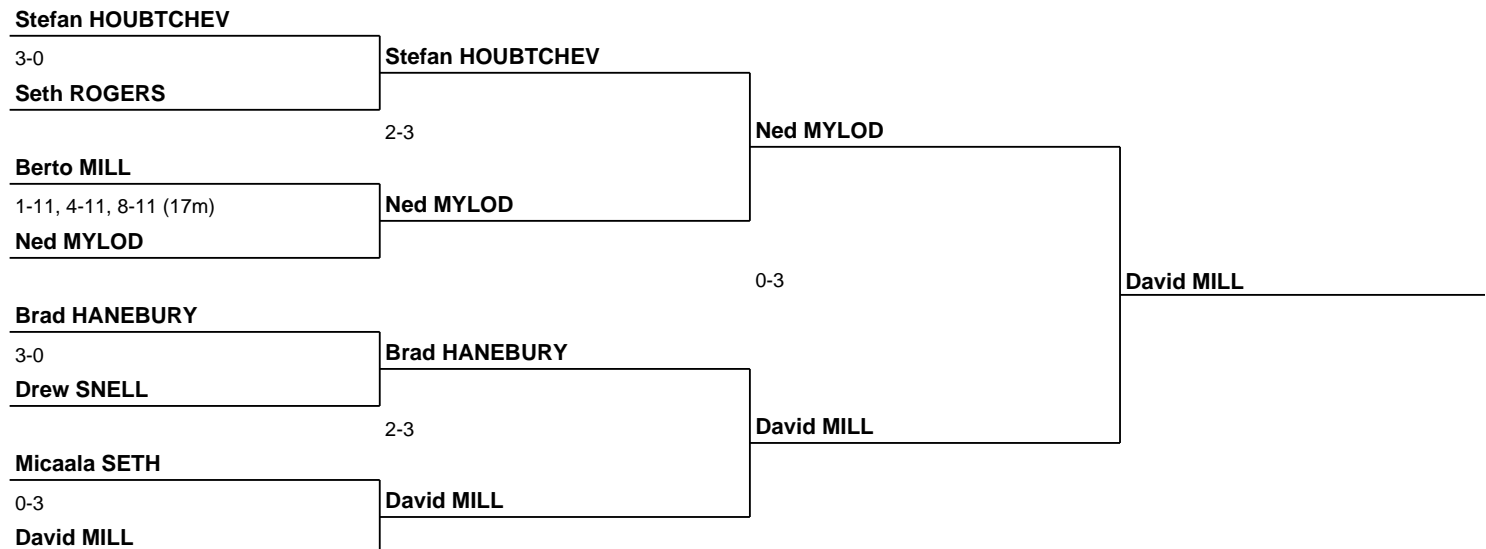 Stefan HOUBTCHEV
3-0
Stefan HOUBTCHEV
Seth ROGERS
2-3
Ned MYLOD
Berto MILL
1-11, 4-11, 8-11 (17m)
Ned MYLOD
Ned MYLOD
0-3
David MILL
Brad HANEBURY
3-0
Brad HANEBURY
Drew SNELL
2-3
David MILL
Micaala SETH
0-3
David MILL
David MILL